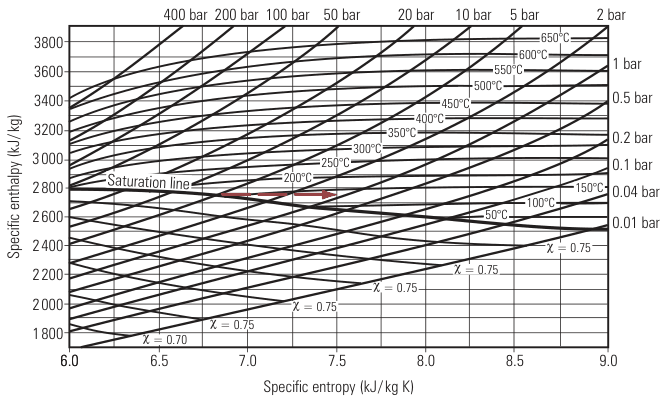 400 bar 200 bar 100 bar 50 bar 20 bar 10 bar 5 bar 2 bar
3800
650°C
600°C
3600
550°C
1 bar
500°C
3400
450°C
0.5 bar
400°C
3200
350°C
0.2 bar
300°C
3000
250°C
0.1 bar
200°C
2800
Saturation line
150°C
0.04 bar
100°C
2600
50°C
0.01 bar
2400
χ = 0.75
2200
χ = 0.75
χ = 0.75
2000
χ = 0.75
χ = 0.75
1800
χ = 0.70
6.0 6.5 7.0 7.5 8.0 8.5 9.0
Specific enthalpy (kJ/kg)
Specific entropy (kJ/kg K)